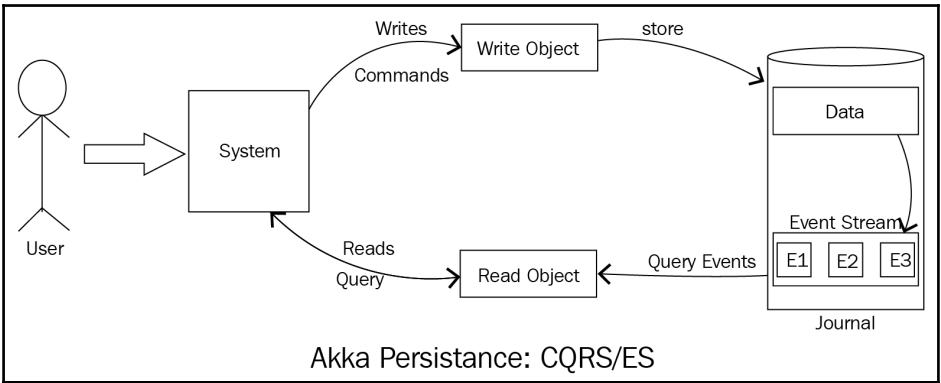 Writes
Commands
Write Object
store
Data
System
User
Event Stream
E1 E2 E3
Reads
Query
Read Object
Query Events
Journal
Akka Persistance: CQRS/ES